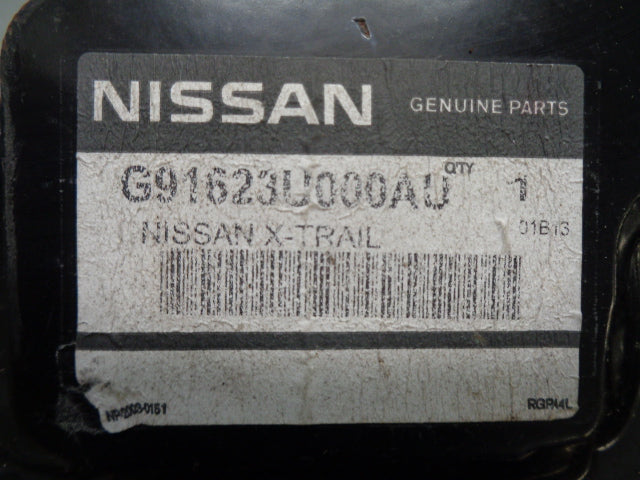 NISSAN GENUINE PARTS
G91623U000AU QTY 1
NISSAN X-TRAIL 01B13
RGPN4L